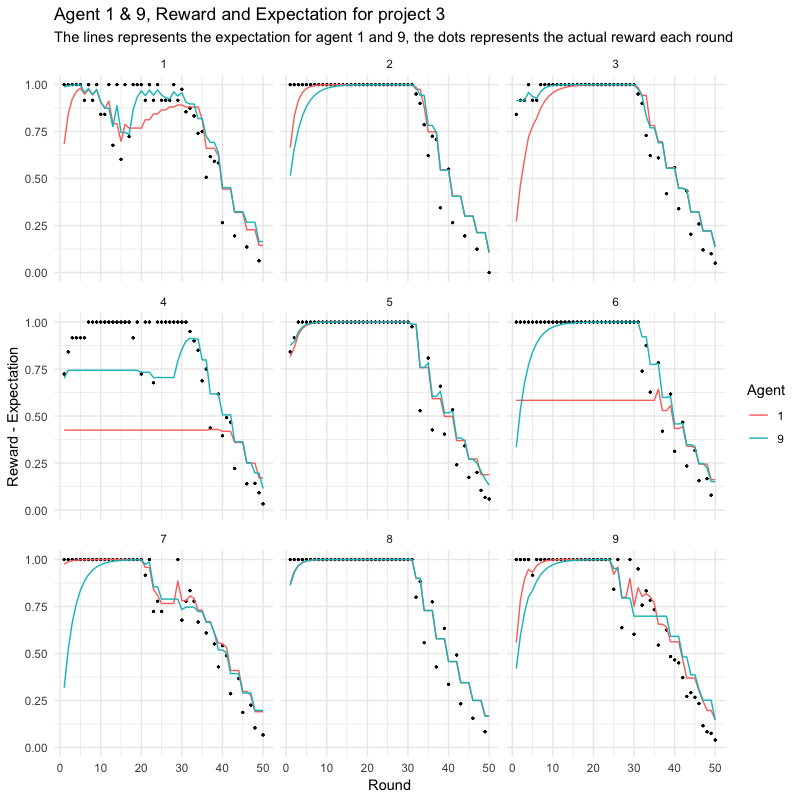 Agent 1 & 9, Reward and Expectation for project 3
The lines represents the expectation for agent 1 and 9, the dots represents the actual reward each round
1 2 3
1.00
0.75
0.50
0.25
0.00
4 5 6
1.00
0.75
0.50
0.25
0.00
Reward - Expectation
Agent
1
9
7 8 9
1.00
0.75
0.50
0.25
0.00
0 10 20 30 40 50 0 10 20 30 40 50 0 10 20 30 40 50
Round